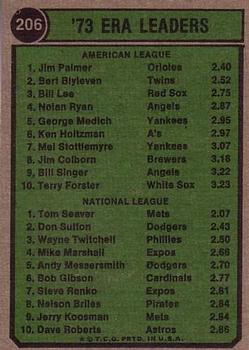 206
'73 ERA LEADERS
AMERICAN LEAGUE
1. Jim Palmer Orioles 2.40
2. Bert Blyleven Twins 2.52
3. Bill Lee Red Sox 2.75
4. Nolan Ryan Angels 2.87
5. George Medich Yankees 2.95
6. Ken Holtzman A's 2.97
7. Mel Stottlemyre Yankees 3.07
8. Jim Colborn Brewers 3.18
9. Bill Singer Angels 3.22
10. Terry Forster White Sox 3.23
NATIONAL LEAGUE
1. Tom Seaver Mets 2.07
2. Don Sutton Dodgers 2.43
3. Wayne Twitchell Phillies 2.50
4. Mike Marshall Expos 2.66
5. Andy Messersmith Dodgers 2.70
6. Bob Gibson Cardinals 2.77
7. Steve Renko Expos 2.81
8. Nelson Briles Pirates 2.84
9. Jerry Koosman Mets 2.84
10. Dave Roberts Astros 2.86
© T.C.G. PRTD. IN U.S.A.